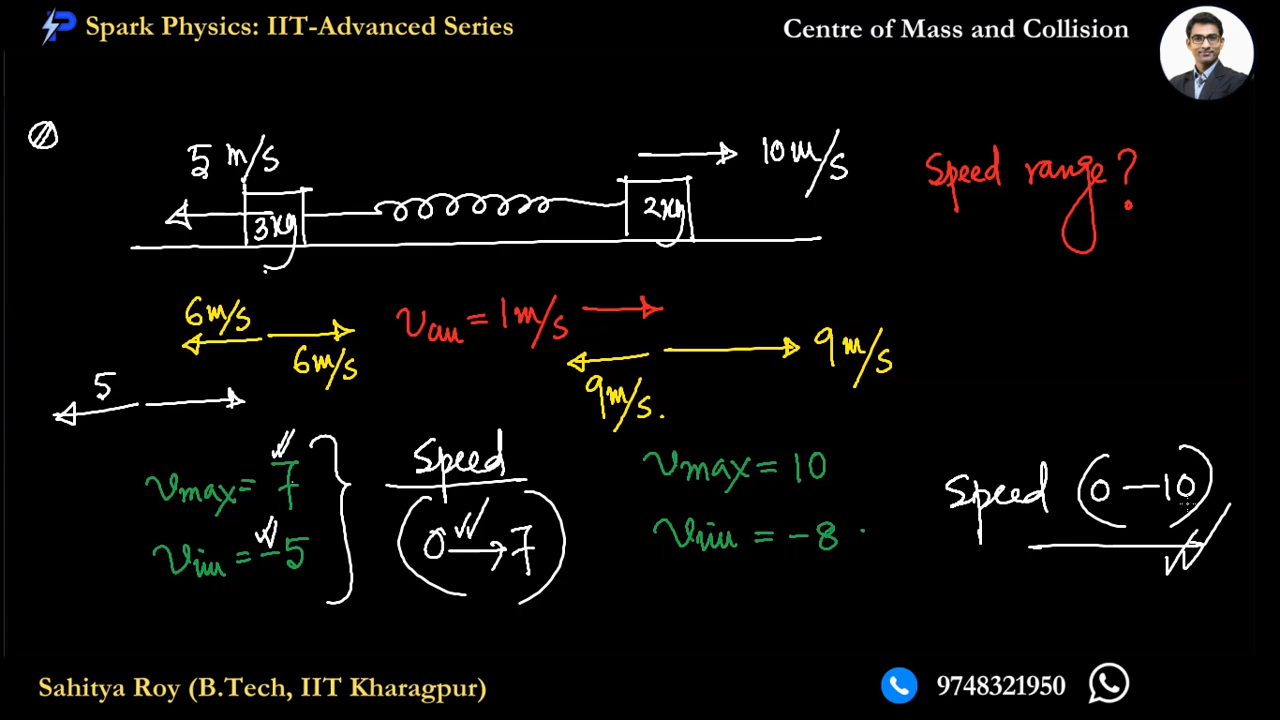 Spark Physics: IIT-Advanced Series
Centre of Mass and Collision
5 m/s
10 m/s
Speed range?
3kg
2kg
6m/s
6m/s
vcm = 1m/s
9m/s
9m/s.
5
vmax = 7
vmin = -5
Speed
0 → 7
vmax = 10
vmin = -8
Speed (0 - 10)
Sahitya Roy (B.Tech, IIT Kharagpur)
9748321950